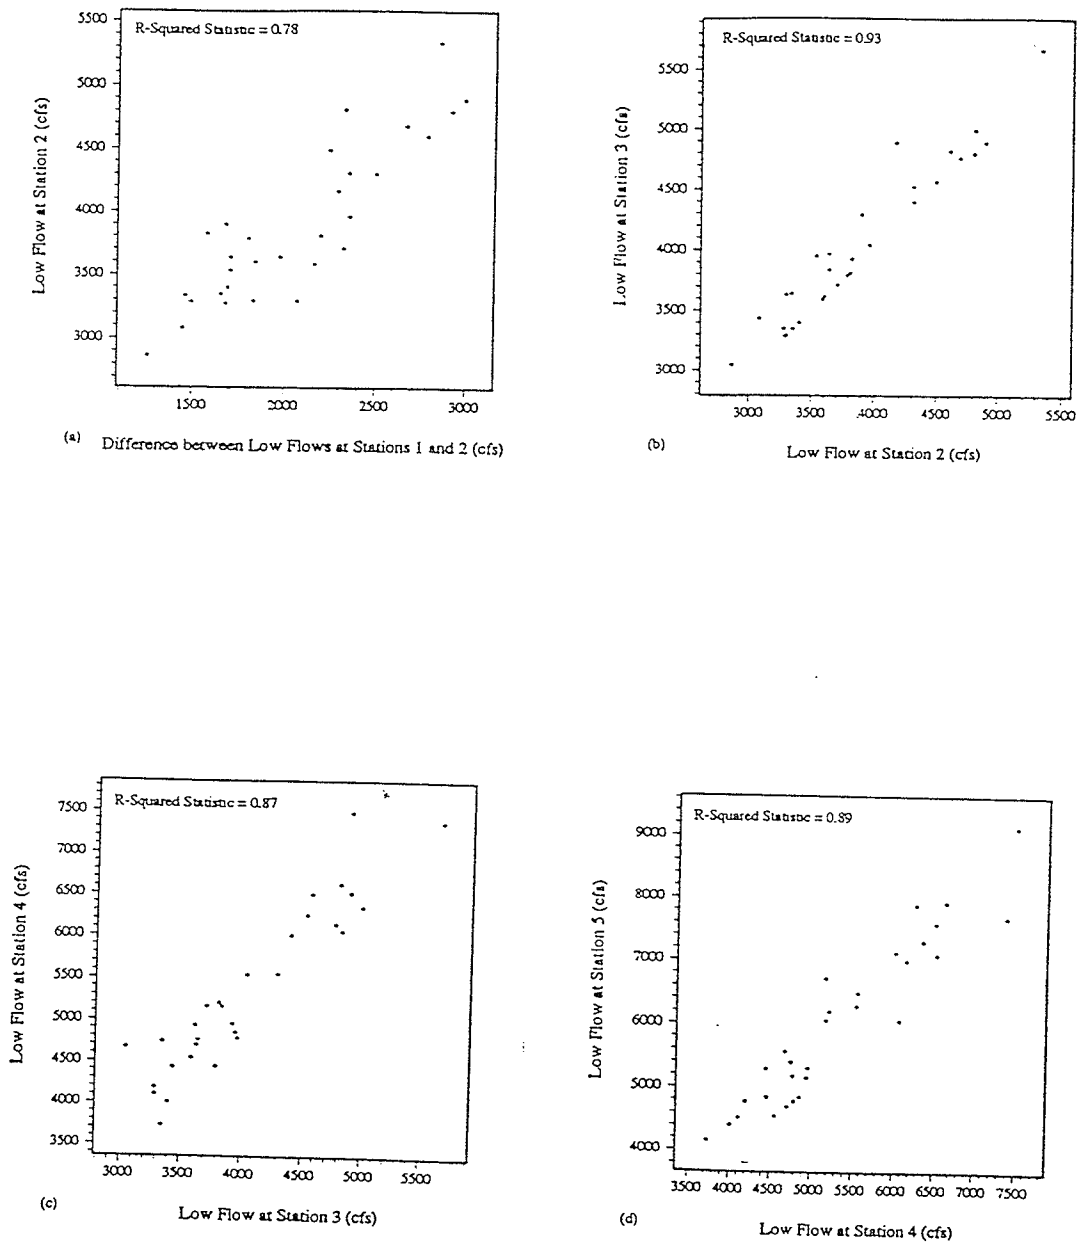 R-Squared Statistic = 0.78
5500
5000
4500
4000
3500
3000
Low Flow at Station 2 (cfs)
1500 2000 2500 3000
(a) Difference between Low Flows at Stations 1 and 2 (cfs)
R-Squared Statistic = 0.93
5500
5000
4500
4000
3500
3000
Low Flow at Station 3 (cfs)
3000 3500 4000 4500 5000 5500
(b) Low Flow at Station 2 (cfs)
R-Squared Statistic = 0.87
7500
7000
6500
6000
5500
5000
4500
4000
3500
Low Flow at Station 4 (cfs)
3000 3500 4000 4500 5000 5500
(c) Low Flow at Station 3 (cfs)
R-Squared Statistic = 0.89
9000
8000
7000
6000
5000
4000
Low Flow at Station 5 (cfs)
3500 4000 4500 5000 5500 6000 6500 7000 7500
(d) Low Flow at Station 4 (cfs)